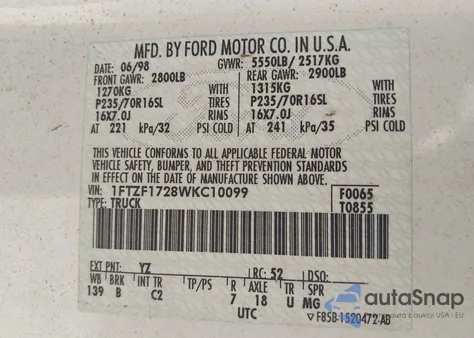 MFD. BY FORD MOTOR CO. IN U.S.A.
DATE: 06/98 GVWR: 5550LB/ 2517KG
FRONT GAWR: 2800LB REAR GAWR: 2900LB
1270KG WITH 1315KG WITH
P235/70R16SL TIRES P235/70R16SL TIRES
16X7.0J RIMS 16X7.0J RIMS
AT 221 kPa/32 PSI COLD AT 241 kPa/35 PSI COLD
THIS VEHICLE CONFORMS TO ALL APPLICABLE FEDERAL MOTOR
VEHICLE SAFETY, BUMPER, AND THEFT PREVENTION STANDARDS
IN EFFECT ON THE DATE OF MANUFACTURE SHOWN ABOVE.
VIN: 1FTZF1728WKC10099 F0065
TYPE: TRUCK T0855
EXT PNT: YZ RC: 52 DSO:
WB BRK INT TR TP/PS R AXLE TR S
139 B C2 7 18 U MG
UTC ▽ F85B-1520472-AB
autoSnap
Dostawa z aukcji USA - EU